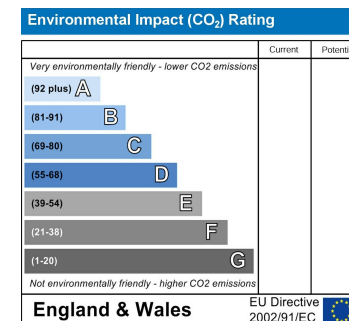 Environmental Impact (CO₂) Rating
Current Potenti
Very environmentally friendly - lower CO2 emissions
(92 plus) A
(81-91) B
(69-80) C
(55-68) D
(39-54) E
(21-38) F
(1-20) G
Not environmentally friendly - higher CO2 emissions
England & Wales
EU Directive
2002/91/EC